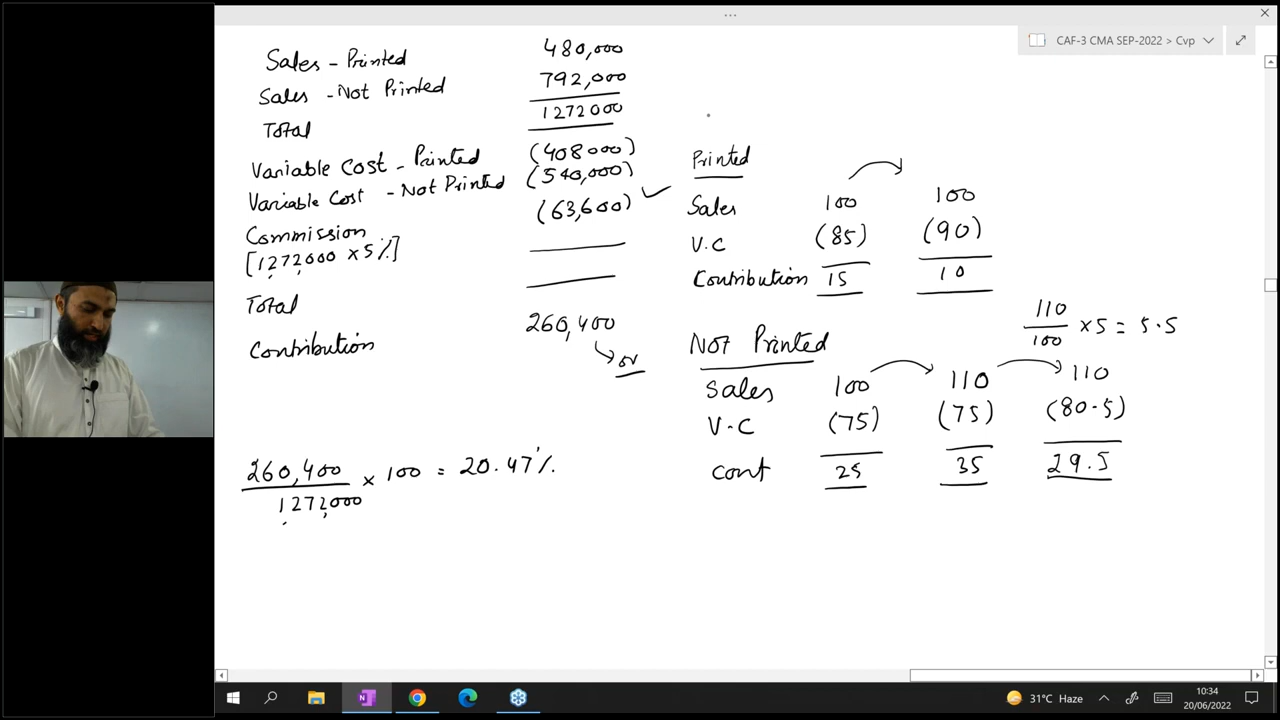 CAF-3 CMA SEP-2022 > Cvp
Sales - Printed 480,000
Sales - Not Printed 792,000
Total 1272000
Variable Cost - Printed (408000)
Variable Cost - Not Printed (540,000)
Commission (63,600) ✓
[1272000 x 5%]
Total
Contribution 260,400
or
260,400 / 1272000 x 100 = 20.47%
Printed
Sales 100 100
V.C (85) (90)
Contribution 15 10
110 / 100 x 5 = 5.5
Not Printed
Sales 100 110 110
V.C (75) (75) (80.5)
Cont 25 35 29.5
31°C Haze
10:34
20/06/2022